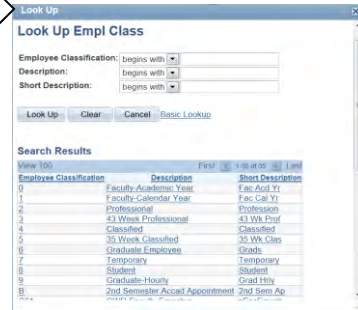 Look Up
Look Up Empl Class
Employee Classification: begins with
Description: begins with
Short Description: begins with
Look Up Clear Cancel Basic Lookup
Search Results
View 100 First Last
Employee Classification Description Short Description
0 Faculty-Academic Year Fac Acd Yr
1 Faculty-Calendar Year Fac Cal Yr
2 Professional Profession
3 43 Week Professional 43 Wk Prof
4 Classified Classified
5 35 Week Classified 35 Wk Clas
6 Graduate Employee Grads
7 Temporary Temporary
8 Student Student
9 Graduate-Hourly Grad Hrly
B 2nd Semester Accad Appointment 2nd Sem Ap